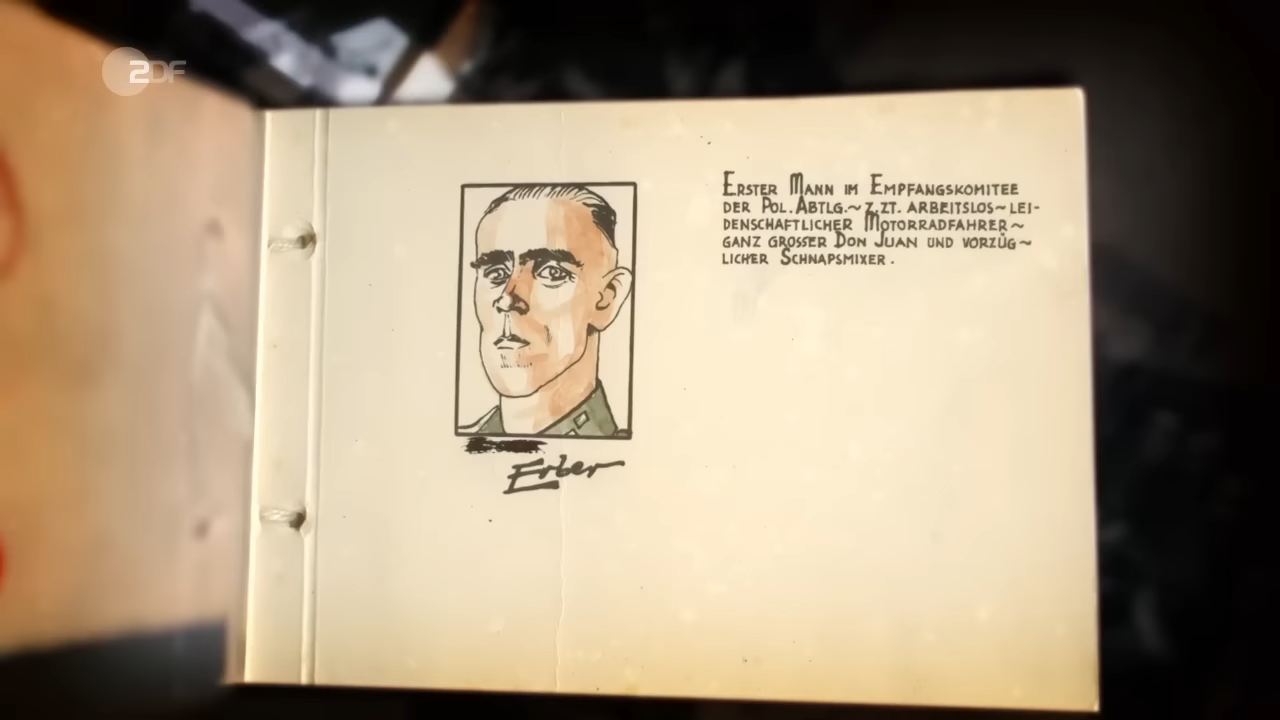 ZDF
Erster Mann im Empfangskomitee
der Pol. Abtlg. ~ z.zt. arbeitslos ~ lei-
denschaftlicher Motorradfahrer ~
ganz grosser Don Juan und vorzüg ~
licher Schnapsmixer .
Erber